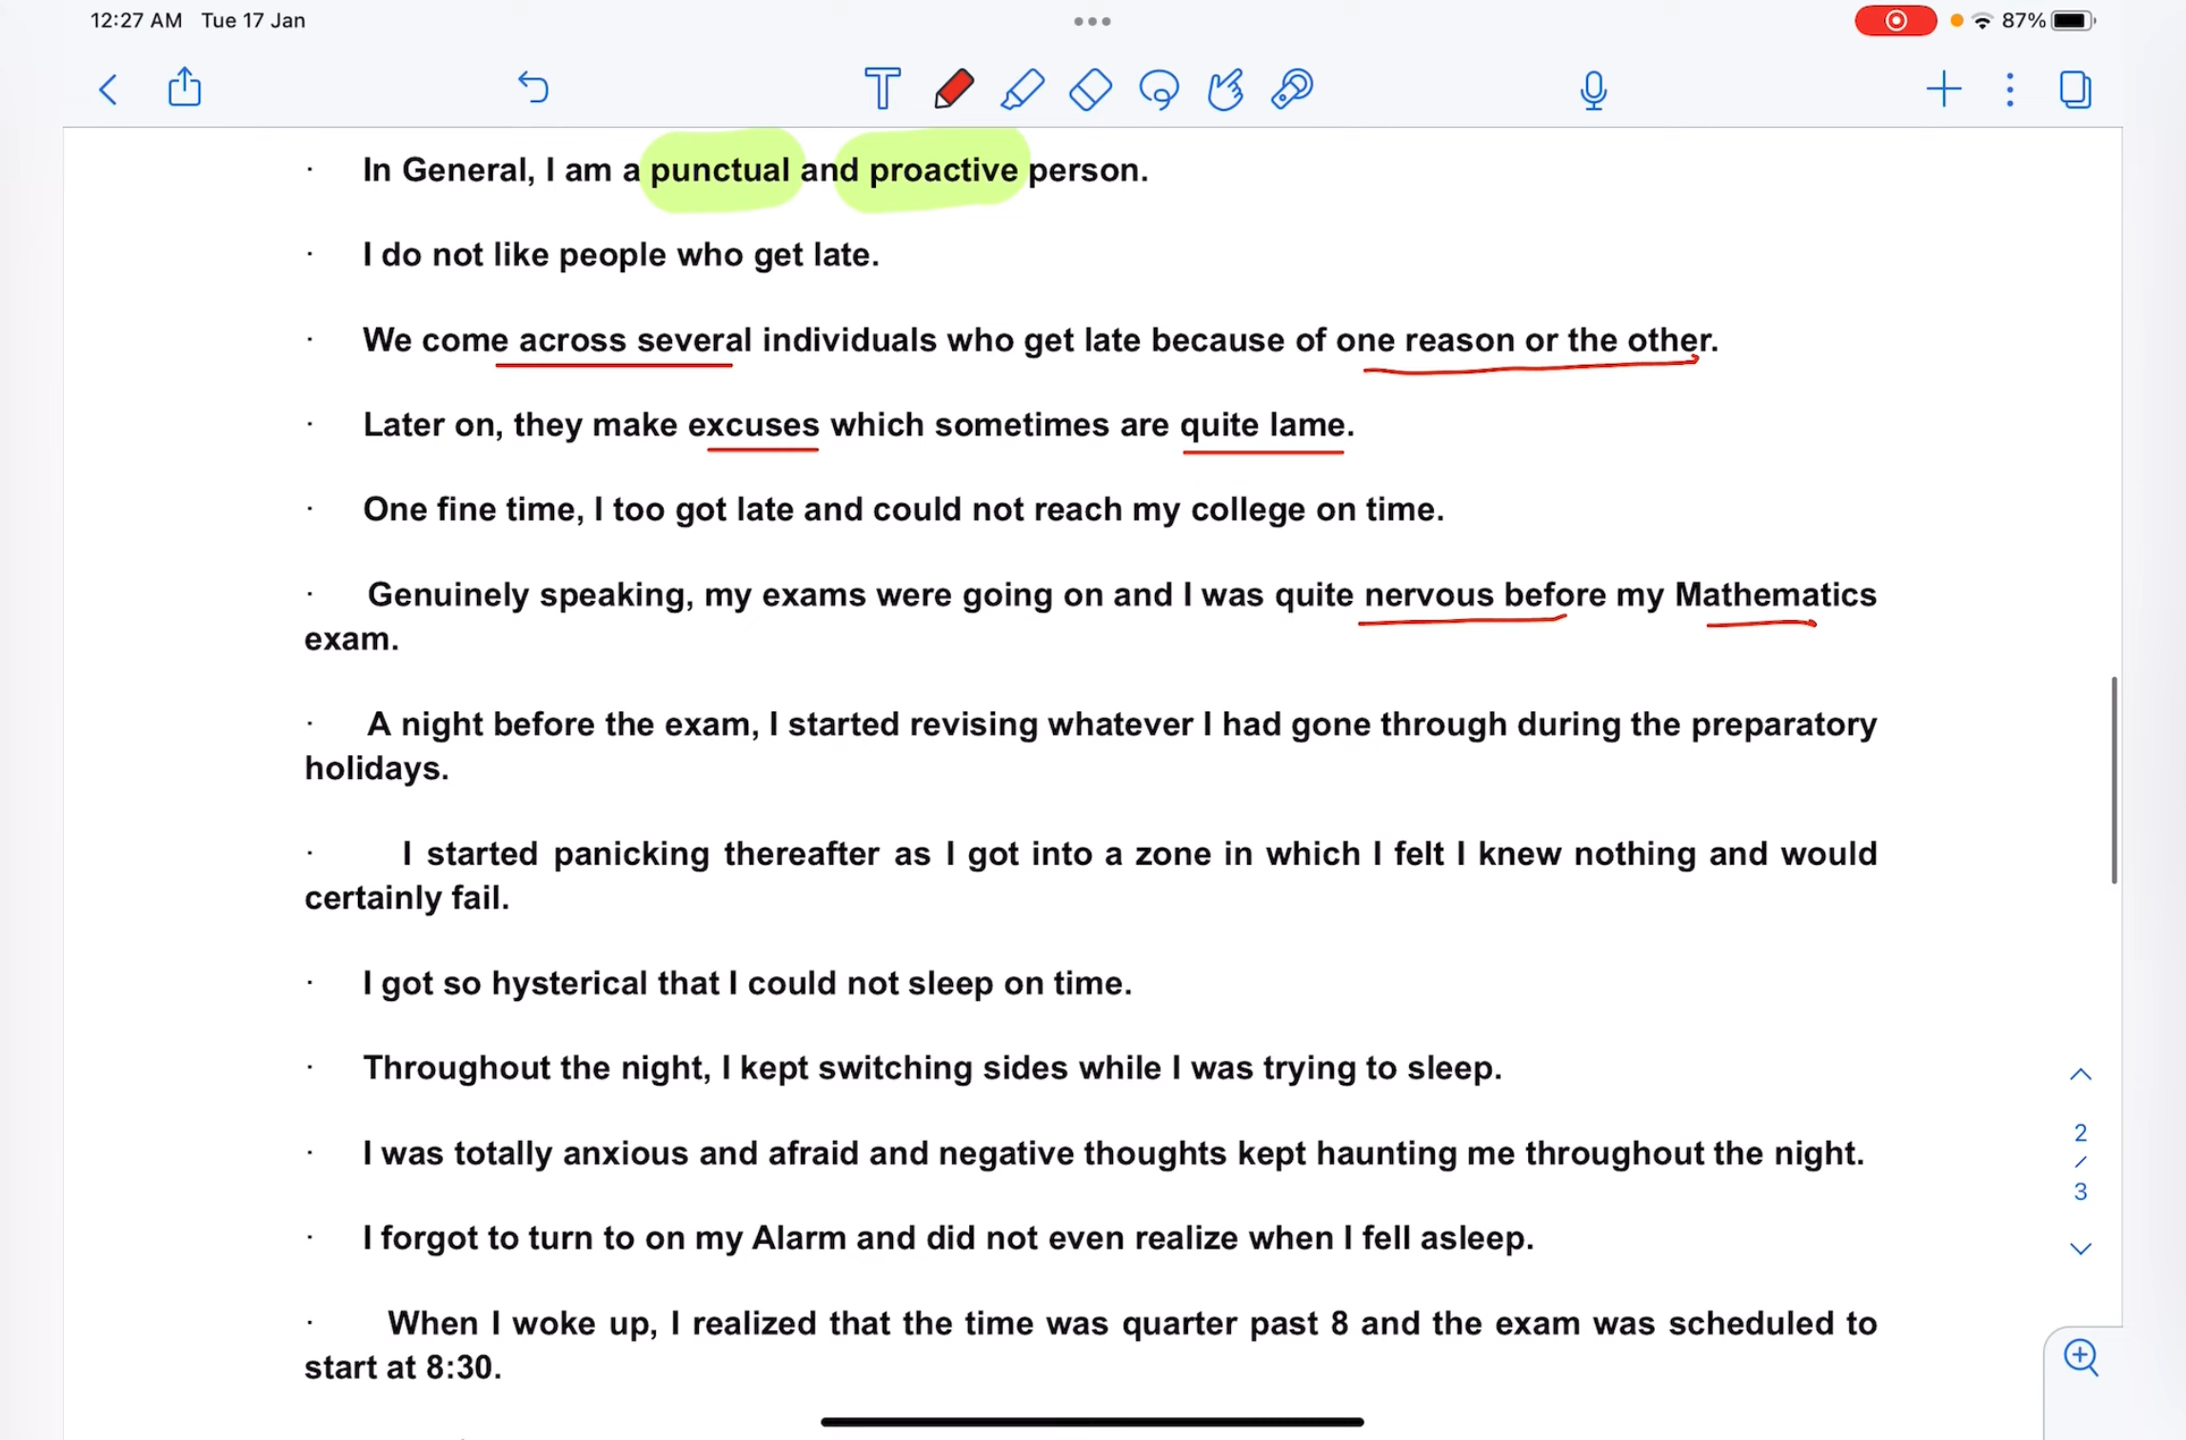 12:27 AM Tue 17 Jan
87%
· In General, I am a punctual and proactive person.
· I do not like people who get late.
· We come across several individuals who get late because of one reason or the other.
· Later on, they make excuses which sometimes are quite lame.
· One fine time, I too got late and could not reach my college on time.
· Genuinely speaking, my exams were going on and I was quite nervous before my Mathematics
exam.
· A night before the exam, I started revising whatever I had gone through during the preparatory
holidays.
· I started panicking thereafter as I got into a zone in which I felt I knew nothing and would
certainly fail.
· I got so hysterical that I could not sleep on time.
· Throughout the night, I kept switching sides while I was trying to sleep.
· I was totally anxious and afraid and negative thoughts kept haunting me throughout the night.
· I forgot to turn to on my Alarm and did not even realize when I fell asleep.
· When I woke up, I realized that the time was quarter past 8 and the exam was scheduled to
start at 8:30.
2
/
3